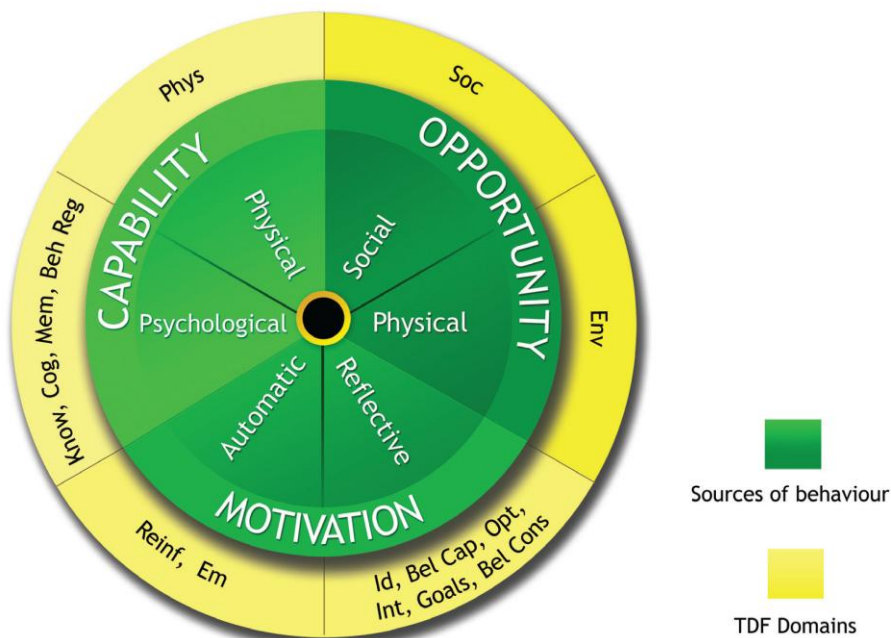 Phys
Soc
CAPABILITY
OPPORTUNITY
Physical
Social
Know, Cog, Mem, Beh Reg
Psychological
Physical
Env
Automatic
Reflective
MOTIVATION
Reinf, Em
Id, Bel Cap, Opt,
Int, Goals, Bel Cons
Sources of behaviour
TDF Domains